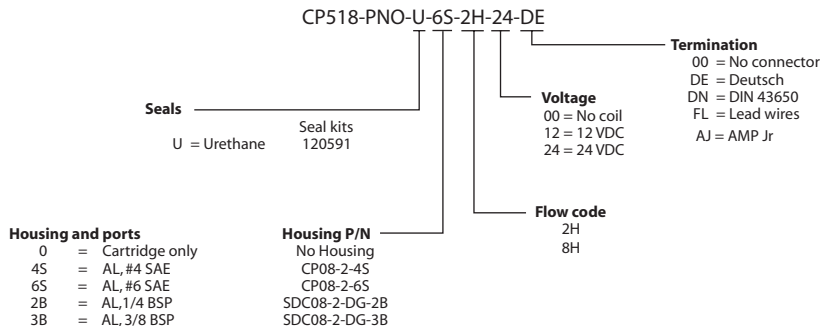 CP518-PNO-U-6S-2H-24-DE
Termination
00 = No connector
DE = Deutsch
DN = DIN 43650
FL = Lead wires
AJ = AMP Jr
Voltage
00 = No coil
12 = 12 VDC
24 = 24 VDC
Seals
Seal kits
U = Urethane 120591
Flow code
2H
8H
Housing and ports Housing P/N
0 = Cartridge only No Housing
4S = AL, #4 SAE CP08-2-4S
6S = AL, #6 SAE CP08-2-6S
2B = AL, 1/4 BSP SDC08-2-DG-2B
3B = AL, 3/8 BSP SDC08-2-DG-3B